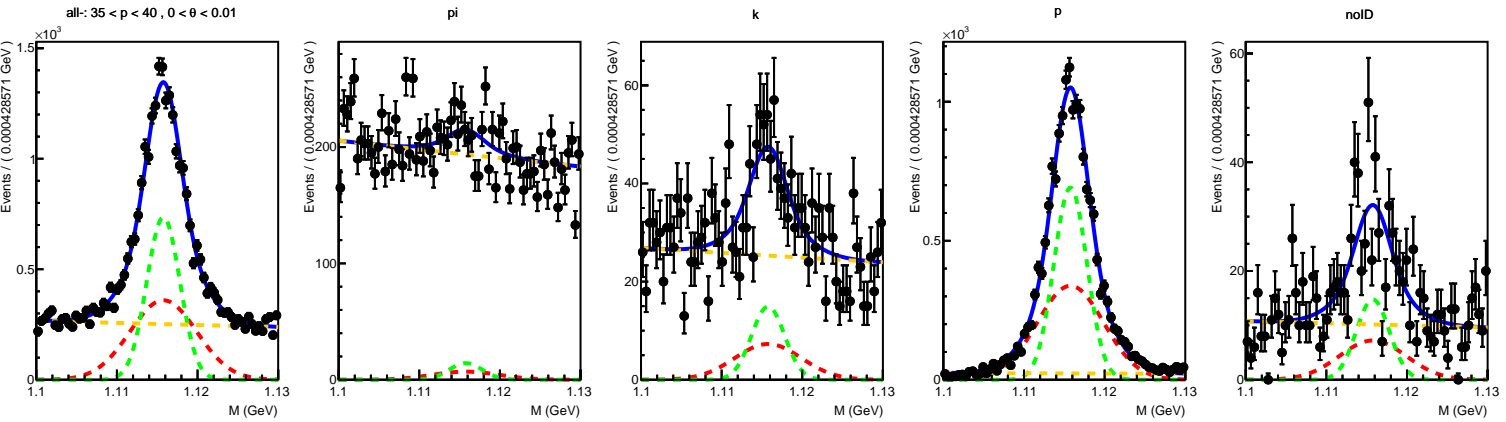 all-: 35 < p < 40 , 0 < θ < 0.01
×10³
Events / ( 0.000428571 GeV )
1.5
1
0.5
0
1.1
1.11
1.12
1.13
M (GeV)
pi
Events / ( 0.000428571 GeV )
200
100
0
1.1
1.11
1.12
1.13
M (GeV)
k
Events / ( 0.000428571 GeV )
60
40
20
0
1.1
1.11
1.12
1.13
M (GeV)
p
×10³
Events / ( 0.000428571 GeV )
1
0.5
0
1.1
1.11
1.12
1.13
M (GeV)
noID
Events / ( 0.000428571 GeV )
60
40
20
0
1.1
1.11
1.12
1.13
M (GeV)